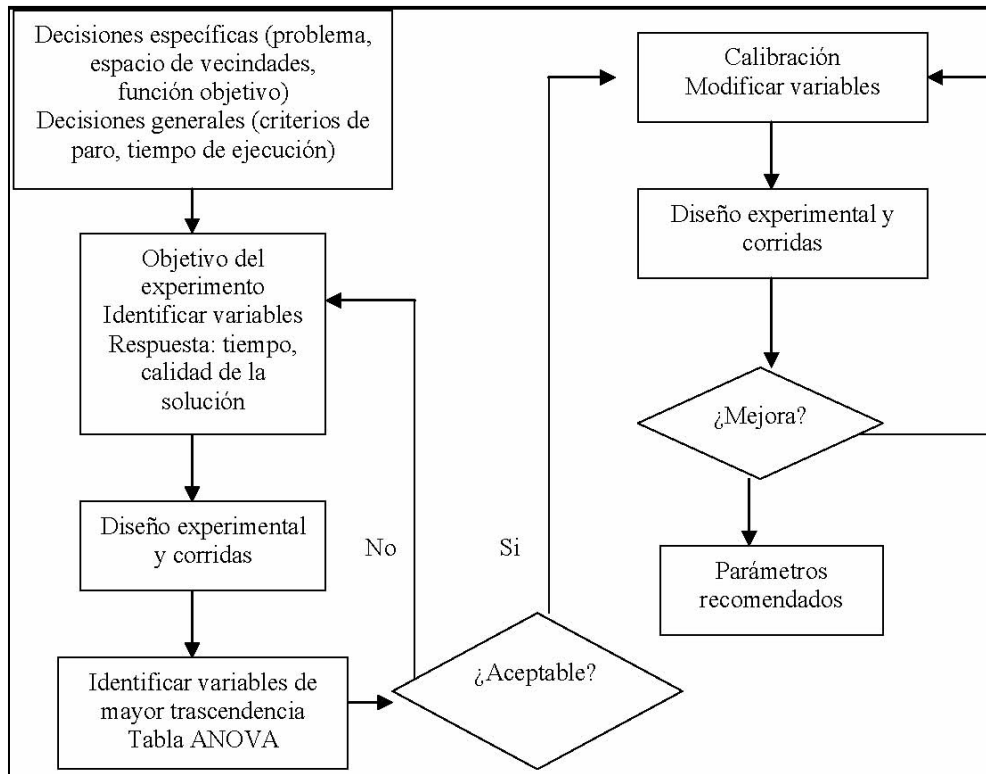 Decisiones específicas (problema,
espacio de vecindades,
función objetivo)
Decisiones generales (criterios de
paro, tiempo de ejecución)
Objetivo del
experimento
Identificar variables
Respuesta: tiempo,
calidad de la
solución
Diseño experimental
y corridas
Identificar variables de
mayor trascendencia
Tabla ANOVA
¿Aceptable?
No
Si
Calibración
Modificar variables
Diseño experimental y
corridas
¿Mejora?
Parámetros
recomendados